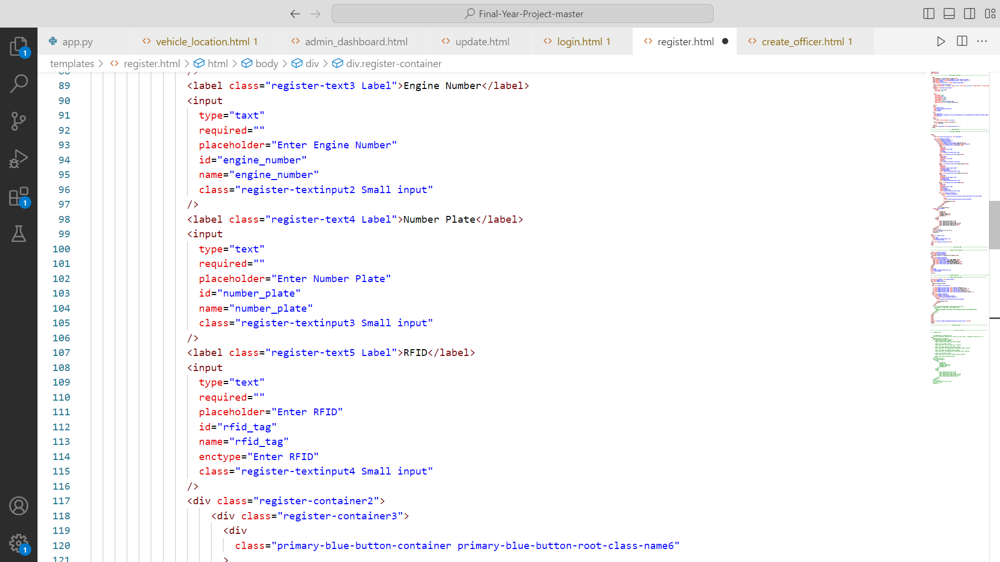 Final-Year-Project-master
app.py
vehicle_location.html 1
admin_dashboard.html
update.html
login.html 1
register.html
create_officer.html 1
templates > register.html > html > body > div > div.register-container
88 />
89 <label class="register-text3 Label">Engine Number</label>
90 <input
91 type="taxt"
92 required=""
93 placeholder="Enter Engine Number"
94 id="engine_number"
95 name="engine_number"
96 class="register-textinput2 Small input"
97 />
98 <label class="register-text4 Label">Number Plate</label>
99 <input
100 type="text"
101 required=""
102 placeholder="Enter Number Plate"
103 id="number_plate"
104 name="number_plate"
105 class="register-textinput3 Small input"
106 />
107 <label class="register-text5 Label">RFID</label>
108 <input
109 type="text"
110 required=""
111 placeholder="Enter RFID"
112 id="rfid_tag"
113 name="rfid_tag"
114 enctype="Enter RFID"
115 class="register-textinput4 Small input"
116 />
117 <div class="register-container2">
118 <div class="register-container3">
119 <div
120 class="primary-blue-button-container primary-blue-button-root-class-name6"
121 >
1
1
1